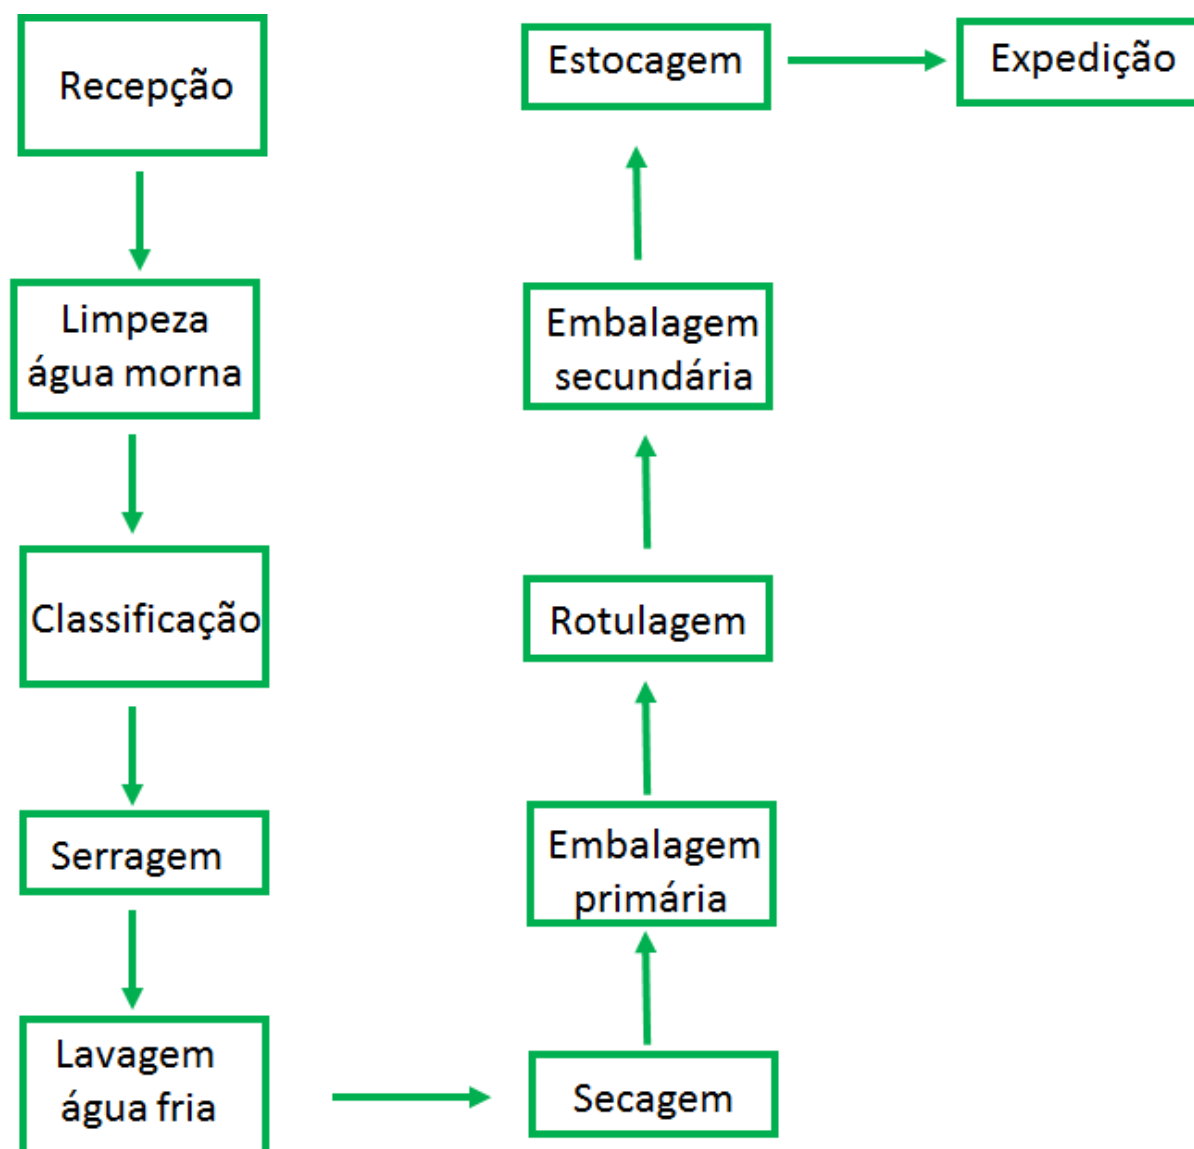 Recepção
Limpeza
água morna
Classificação
Serragem
Lavagem
água fria
Secagem
Embalagem
primária
Rotulagem
Embalagem
secundária
Estocagem
Expedição